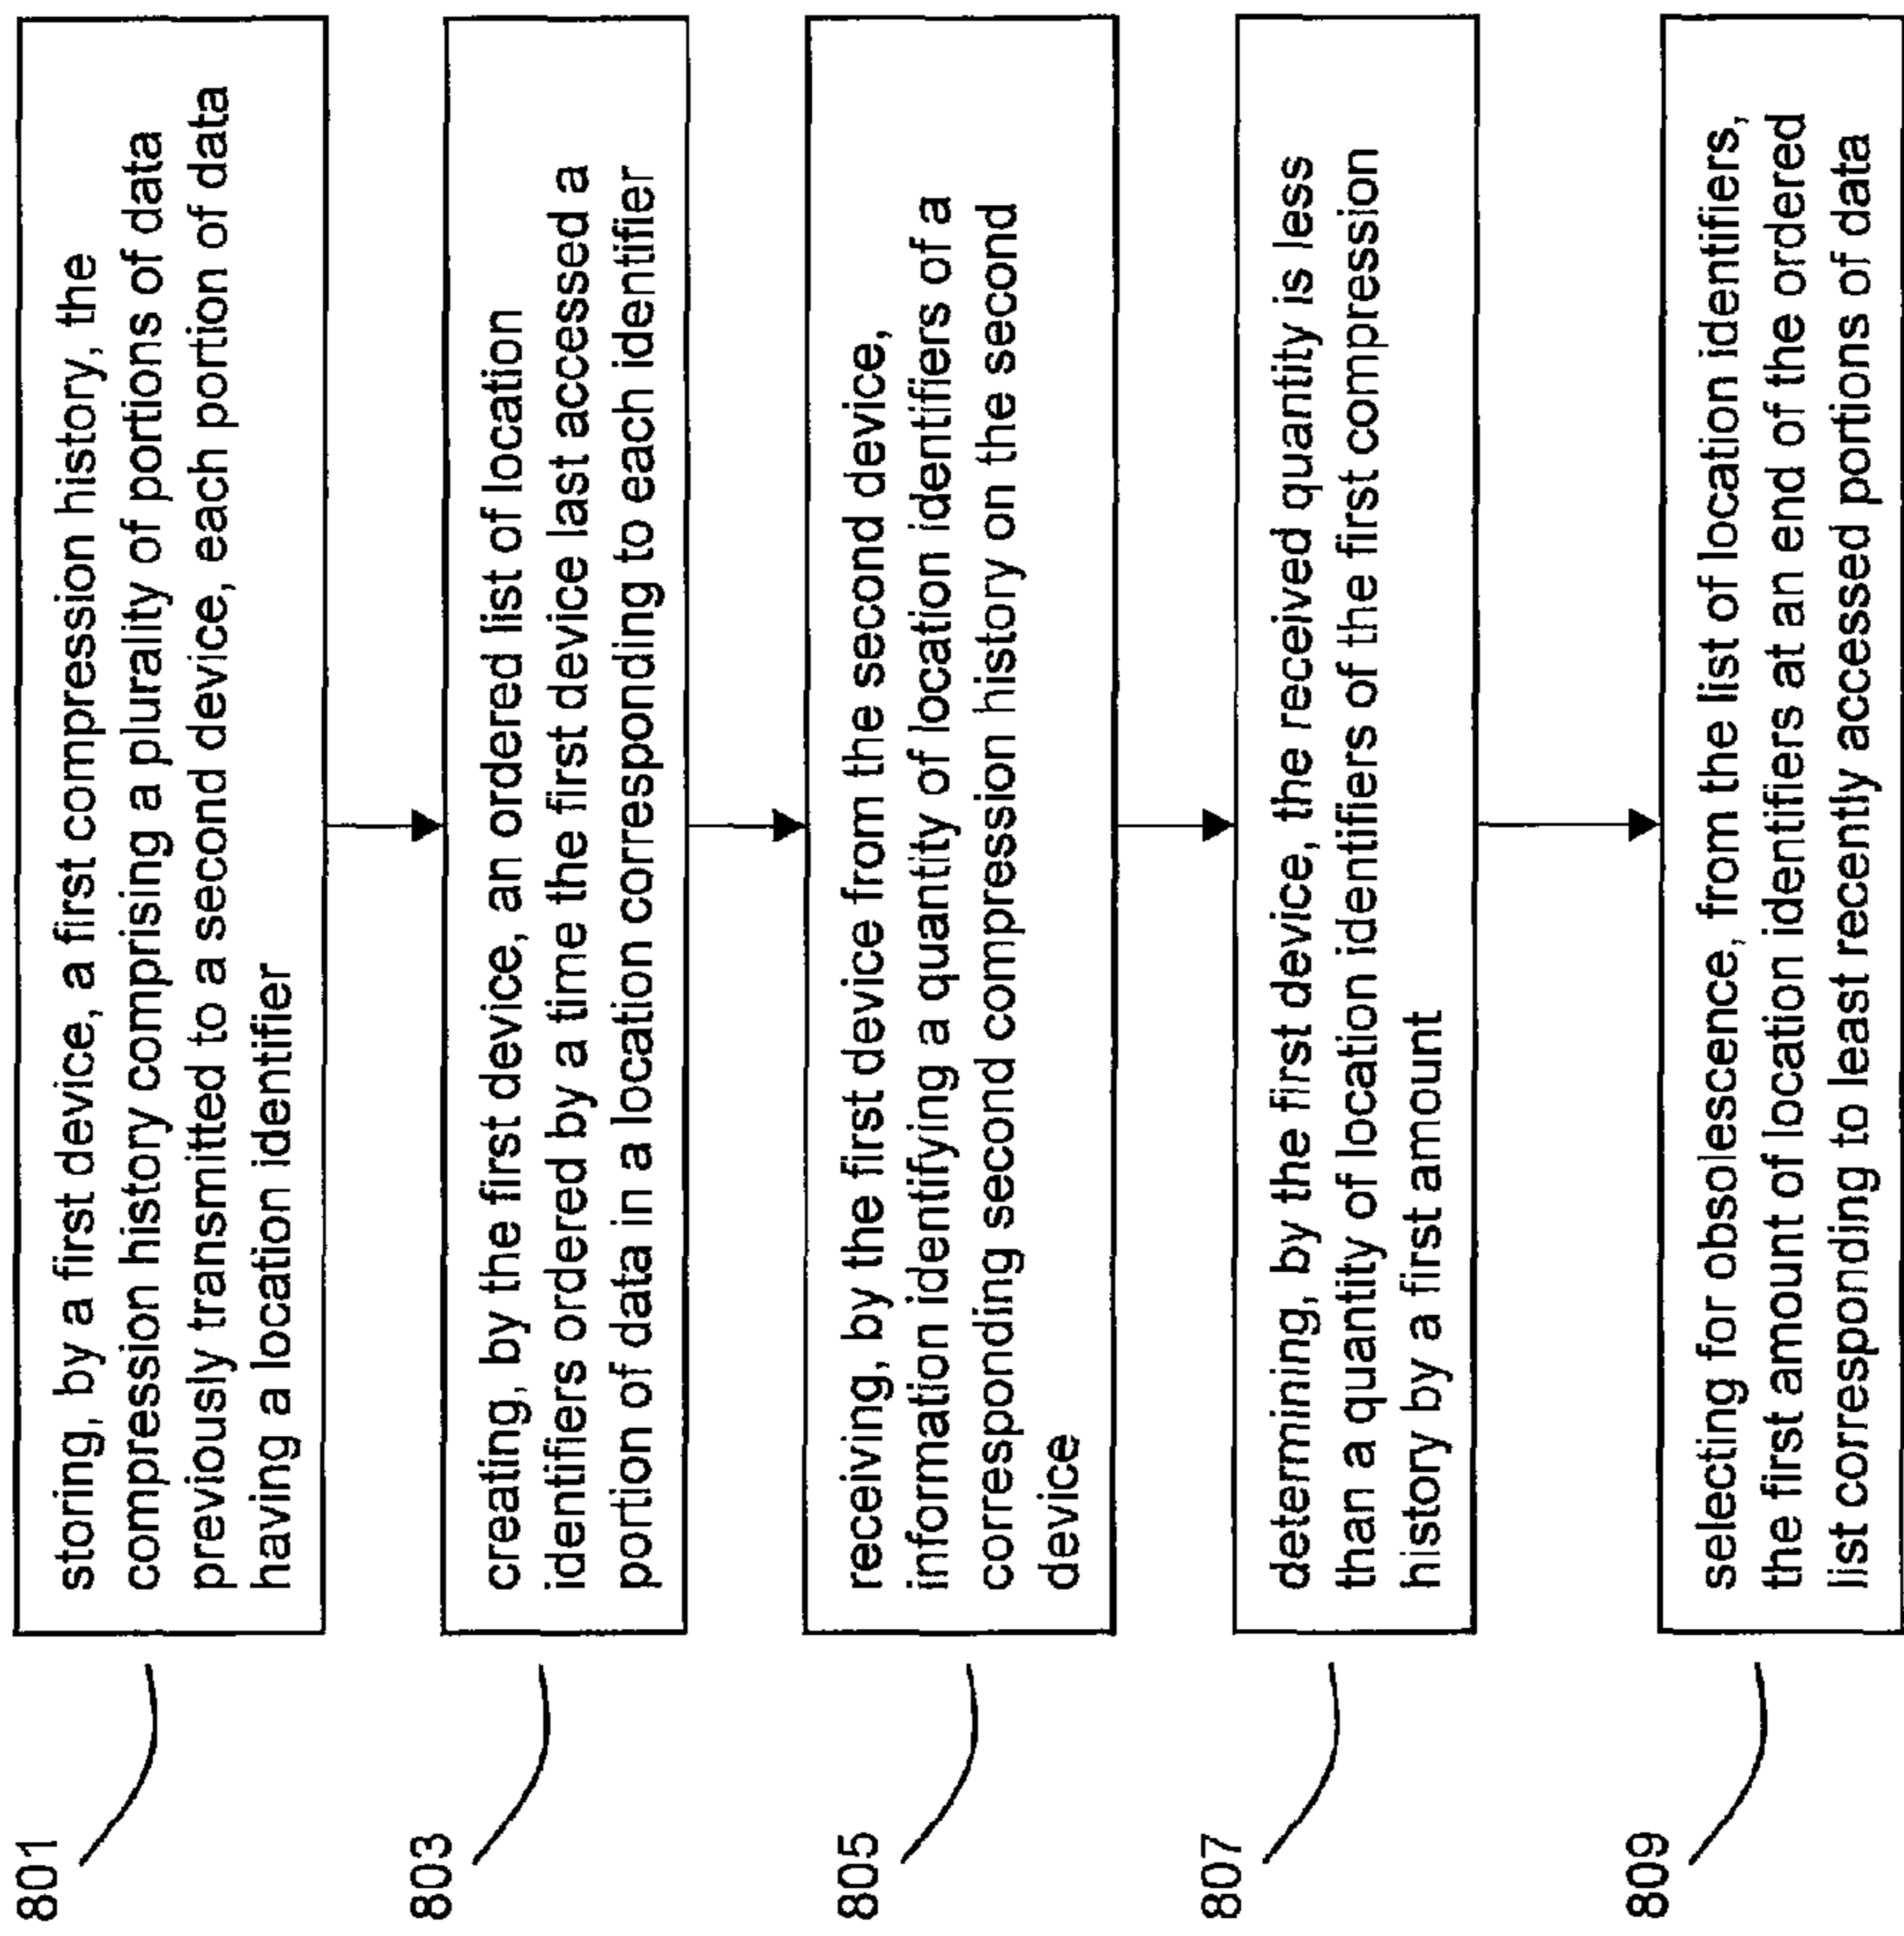 801
storing, by a first device, a first compression history, the
compression history comprising a plurality of portions of data
previously transmitted to a second device, each portion of data
having a location identifier
803
creating, by the first device, an ordered list of location
identifiers ordered by a time the first device last accessed a
portion of data in a location corresponding to each identifier
805
receiving, by the first device from the second device,
information identifying a quantity of location identifiers of a
corresponding second compression history on the second
device
807
determining, by the first device, the received quantity is less
than a quantity of location identifiers of the first compression
history by a first amount
809
selecting for obsolescence, from the list of location identifiers,
the first amount of location identifiers at an end of the ordered
list corresponding to least recently accessed portions of data